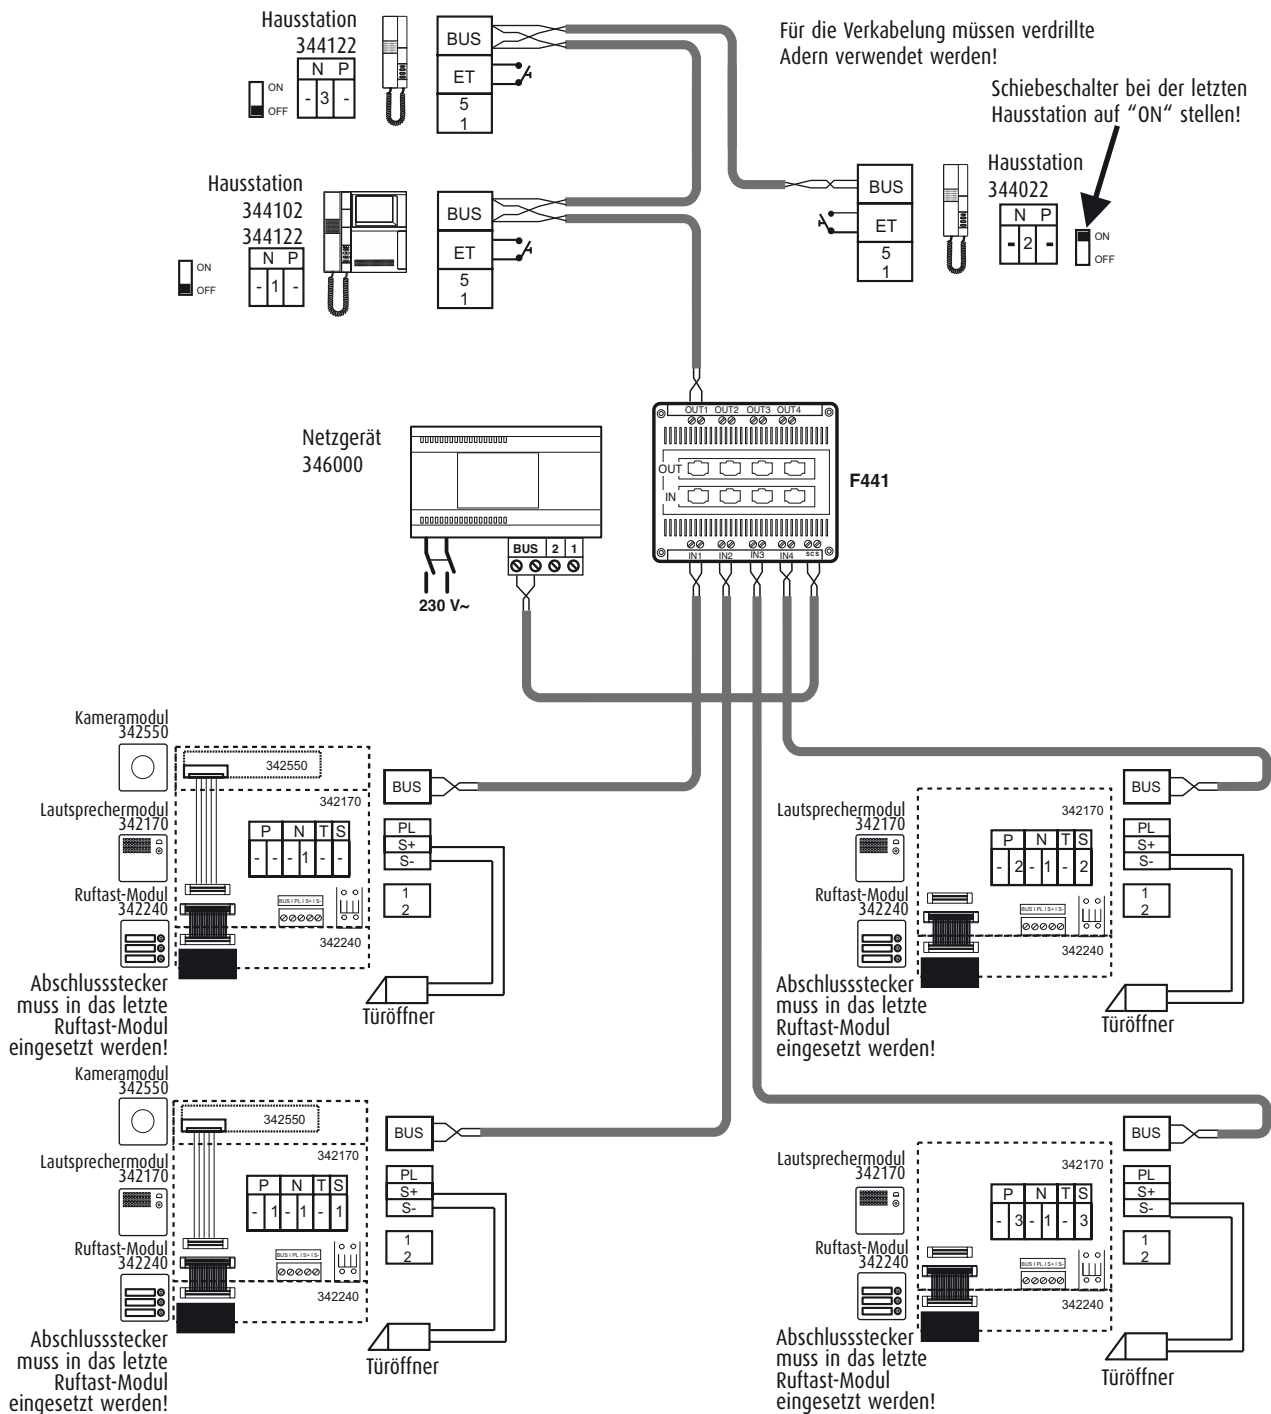 Hausstation
344122
N P
- 3 -
ON
OFF
BUS
ET
5
1
Für die Verkabelung müssen verdrillte
Adern verwendet werden!
Schiebeschalter bei der letzten
Hausstation auf “ON“ stellen!
Hausstation
344102
344122
N P
- 1 -
ON
OFF
BUS
ET
5
1
BUS
ET
5
1
Hausstation
344022
N P
- 2 -
ON
OFF
Netzgerät
346000
BUS 2 1
230 V~
OUT1 OUT2 OUT3 OUT4
OUT
IN
IN1 IN2 IN3 IN4 SCS
F441
Kameramodul
342550
342550
342170
Lautsprechermodul
342170
P N T S
- - - 1 - -
Ruftast-Modul
342240
BUS I PL I S+ I S-
342240
BUS
PL
S+
S-
1
2
Abschlussstecker
muss in das letzte
Ruftast-Modul
eingesetzt werden!
Türöffner
342170
Lautsprechermodul
342170
P N T S
- 2 - 1 - 2
Ruftast-Modul
342240
BUS I PL I S+ I S-
342240
BUS
PL
S+
S-
1
2
Abschlussstecker
muss in das letzte
Ruftast-Modul
eingesetzt werden!
Türöffner
Kameramodul
342550
342550
342170
Lautsprechermodul
342170
P N T S
- 1 - 1 - 1
Ruftast-Modul
342240
BUS I PL I S+ I S-
342240
BUS
PL
S+
S-
1
2
Abschlussstecker
muss in das letzte
Ruftast-Modul
eingesetzt werden!
Türöffner
342170
Lautsprechermodul
342170
P N T S
- 3 - 1 - 3
Ruftast-Modul
342240
BUS I PL I S+ I S-
342240
BUS
PL
S+
S-
1
2
Abschlussstecker
muss in das letzte
Ruftast-Modul
eingesetzt werden!
Türöffner